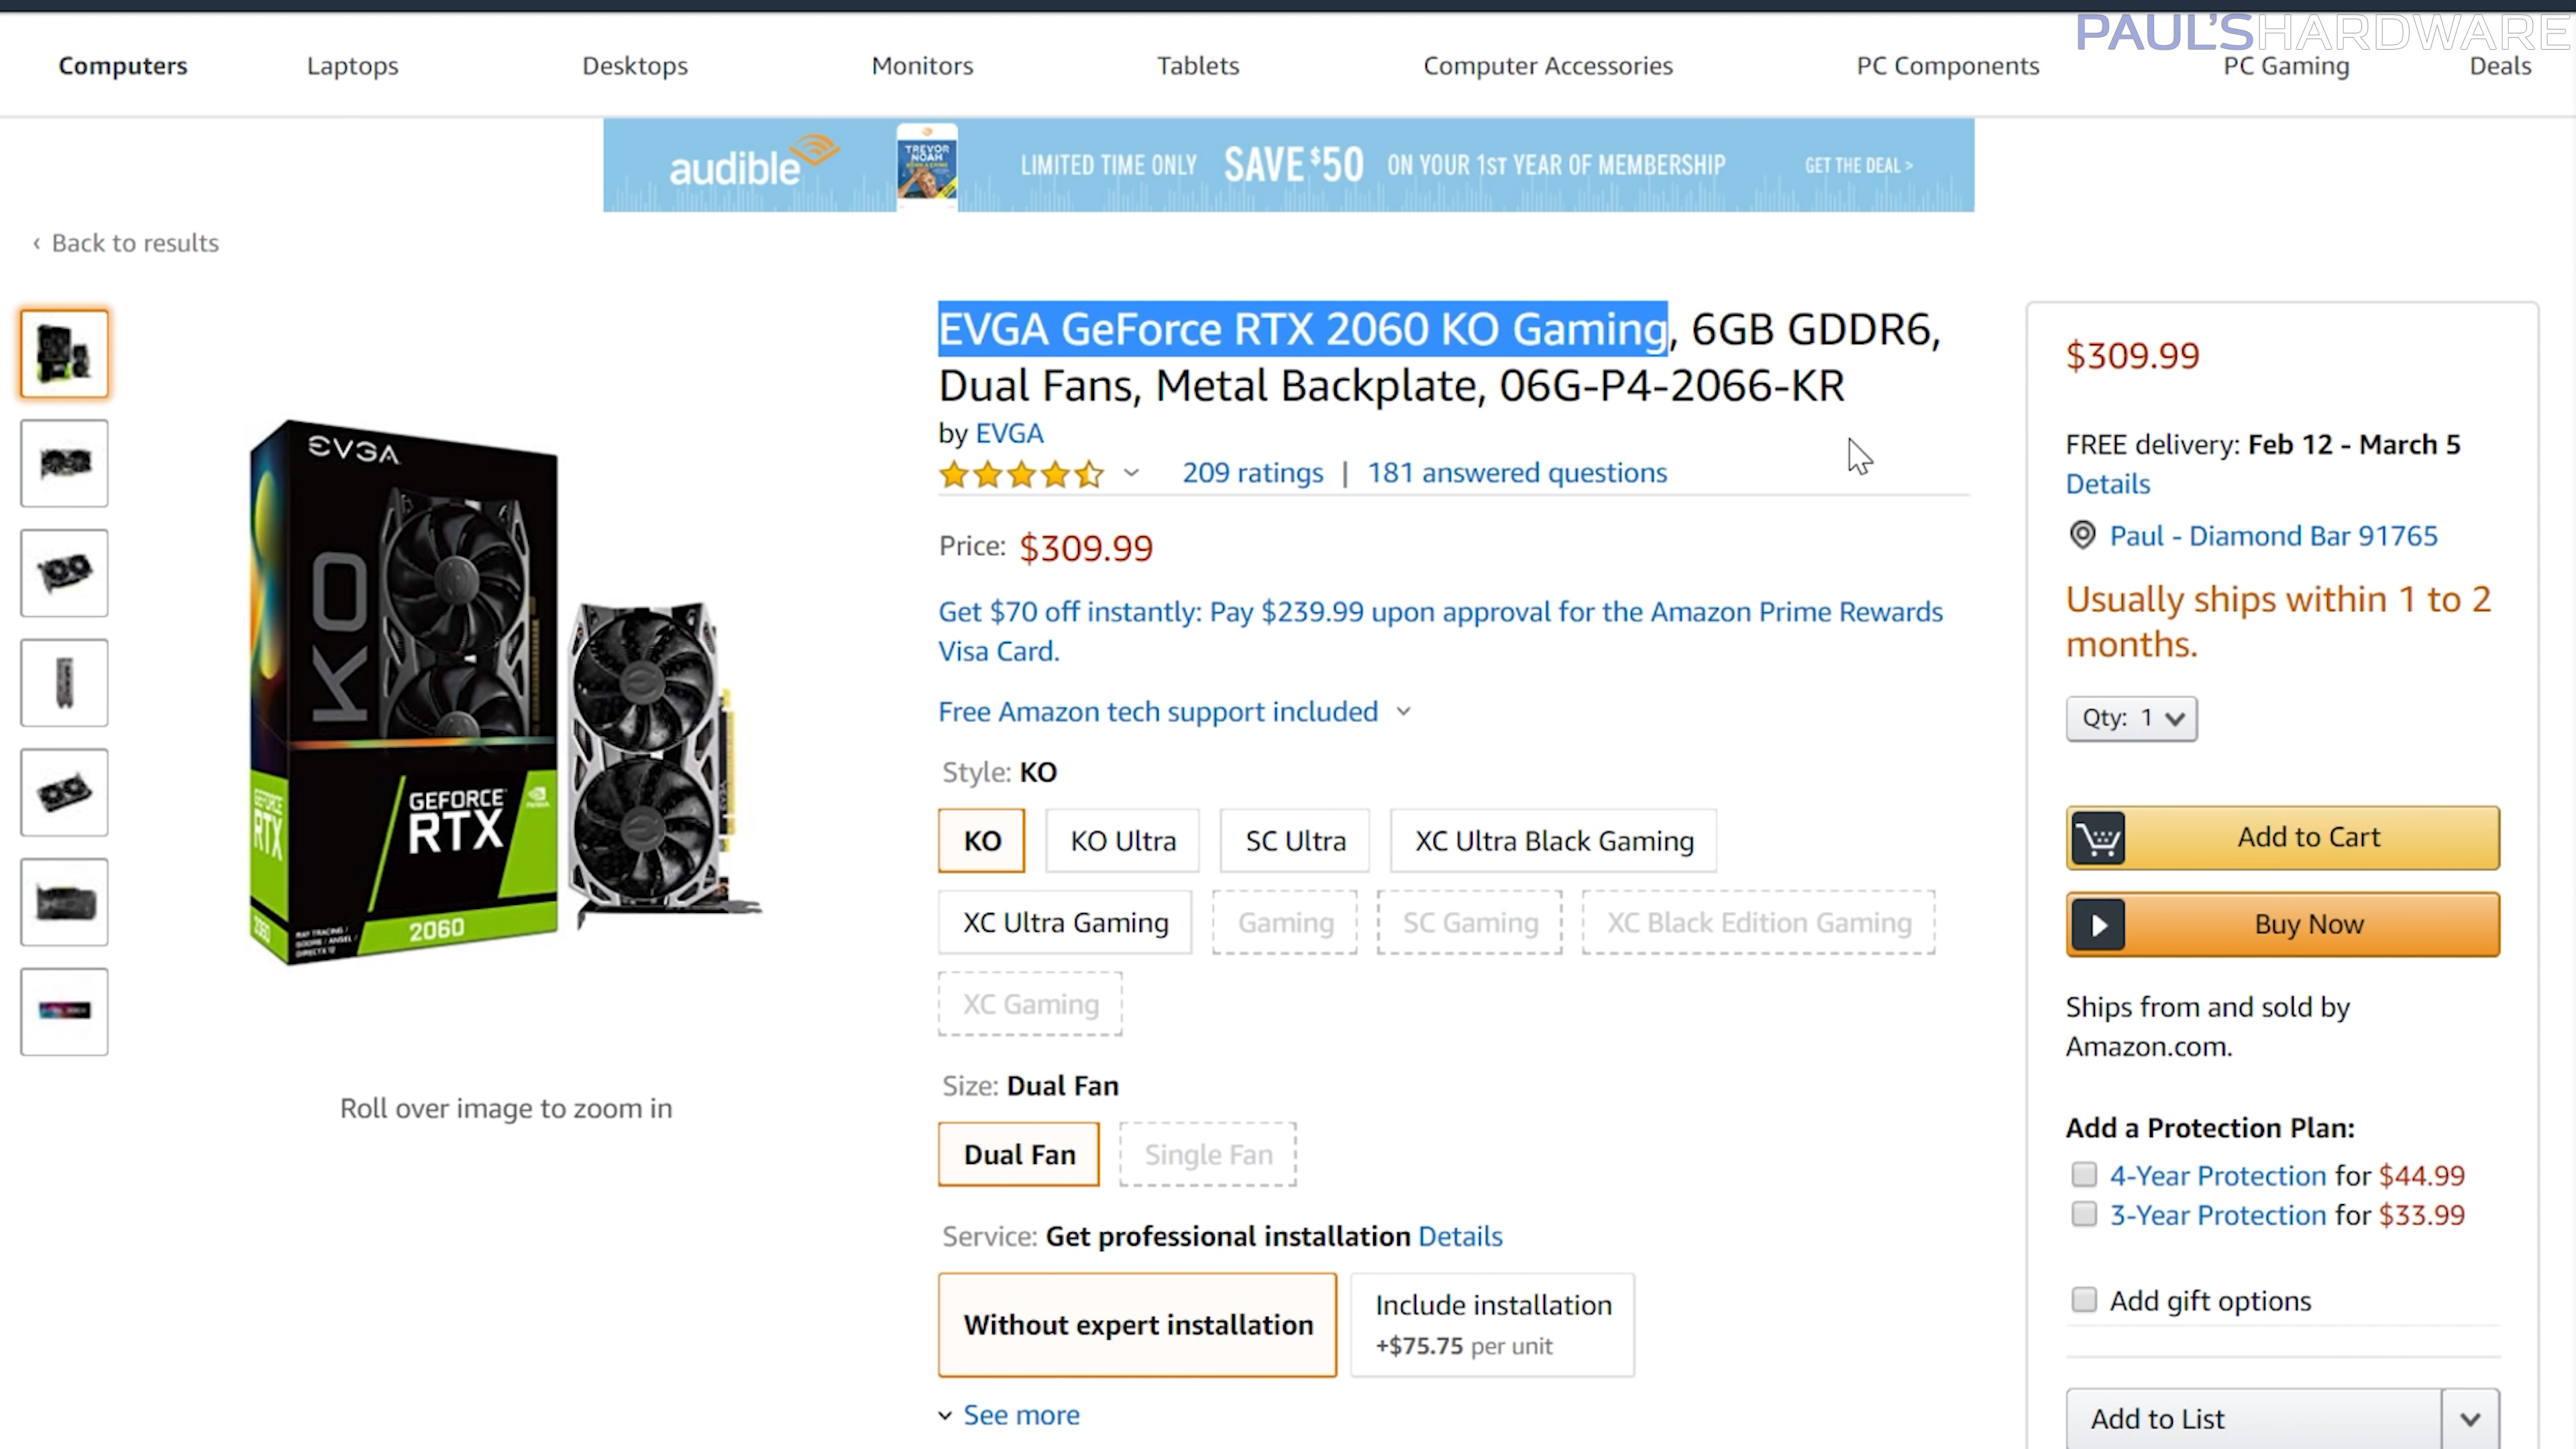 PAUL'SHARDWARE
Computers
Laptops
Desktops
Monitors
Tablets
Computer Accessories
PC Components
PC Gaming
Deals
audible
TREVOR
NOAH
LIMITED TIME ONLY SAVE $50 ON YOUR 1ST YEAR OF MEMBERSHIP
GET THE DEAL >
‹ Back to results
EVGA
KO
GEFORCE
RTX
GEFORCE
RTX
2060
2060
RAY TRACING /
Roll over image to zoom in
EVGA GeForce RTX 2060 KO Gaming, 6GB GDDR6,
Dual Fans, Metal Backplate, 06G-P4-2066-KR
by EVGA
209 ratings | 181 answered questions
Price: $309.99
Get $70 off instantly: Pay $239.99 upon approval for the Amazon Prime Rewards
Visa Card.
Free Amazon tech support included
Style: KO
KO
KO Ultra
SC Ultra
XC Ultra Black Gaming
XC Ultra Gaming
Gaming
SC Gaming
XC Black Edition Gaming
XC Gaming
Size: Dual Fan
Dual Fan
Single Fan
Service: Get professional installation Details
Without expert installation
Include installation
+$75.75 per unit
See more
$309.99
FREE delivery: Feb 12 - March 5
Details
Paul - Diamond Bar 91765
Usually ships within 1 to 2
months.
Qty: 1
Add to Cart
Buy Now
Ships from and sold by
Amazon.com.
Add a Protection Plan:
4-Year Protection for $44.99
3-Year Protection for $33.99
Add gift options
Add to List